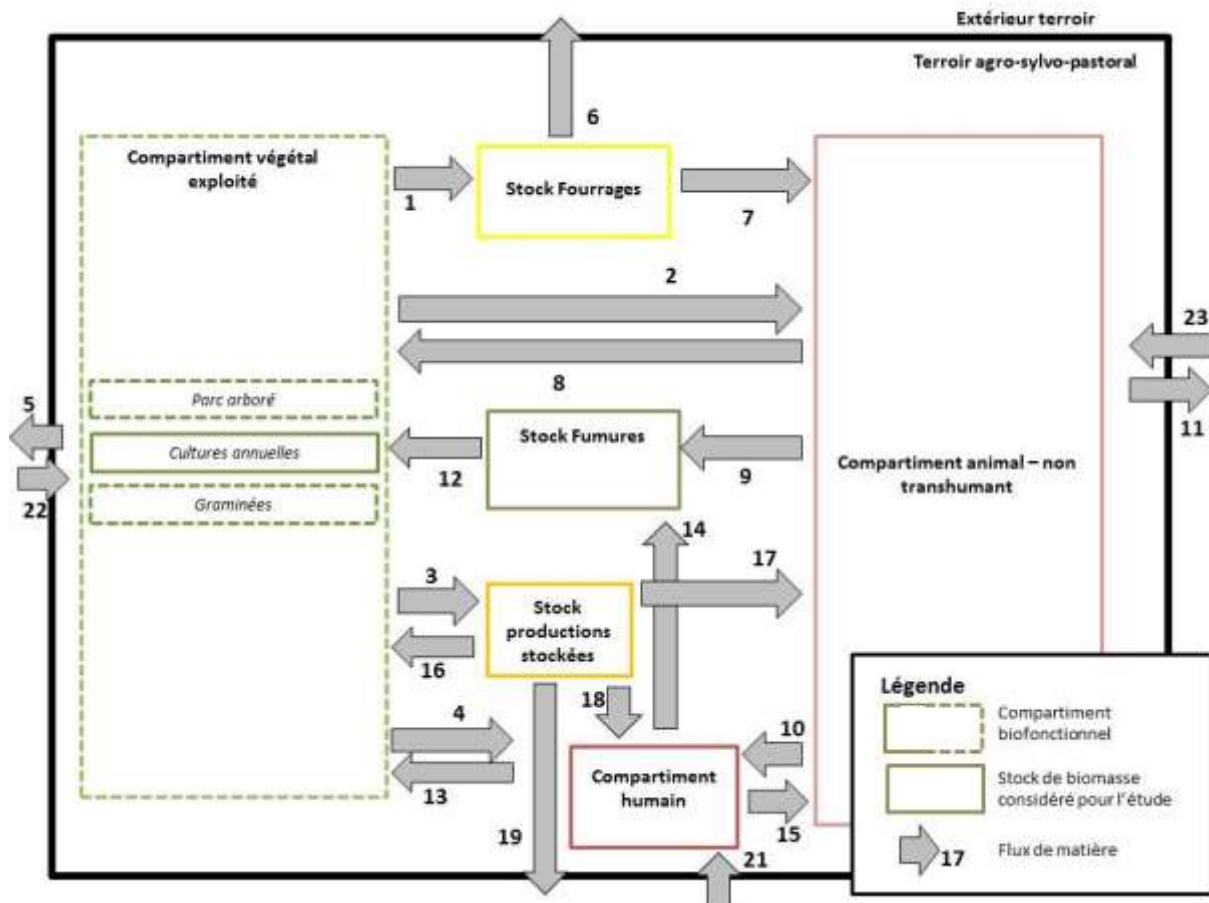 Extérieur terroir
Terroir agro-sylvo-pastoral
6
Compartiment végétal
exploité
Stock Fourrages
1
7
2
23
8
5
Parc arboré
11
Stock Fumures
Cultures annuelles
Compartiment animal – non
transhumant
12
9
22
Graminées
14
3
17
Stock
productions
stockées
16
18
4
10
Compartiment
humain
13
15
19
21
Légende
Compartiment
biofonctionnel
Stock de biomasse
considéré pour l'étude
17
Flux de matière